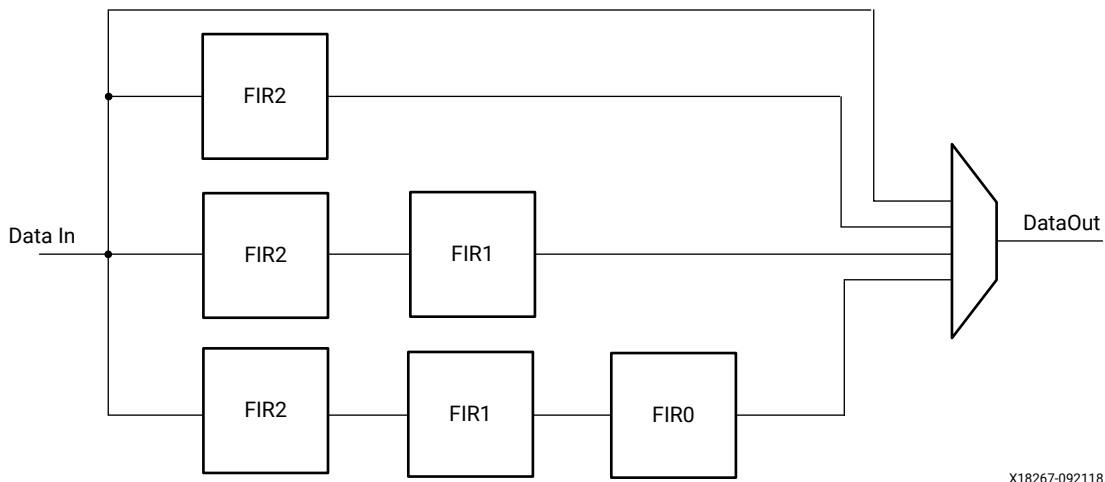 FIR2
Data In
FIR2
FIR1
DataOut
FIR2
FIR1
FIR0
X18267-092118